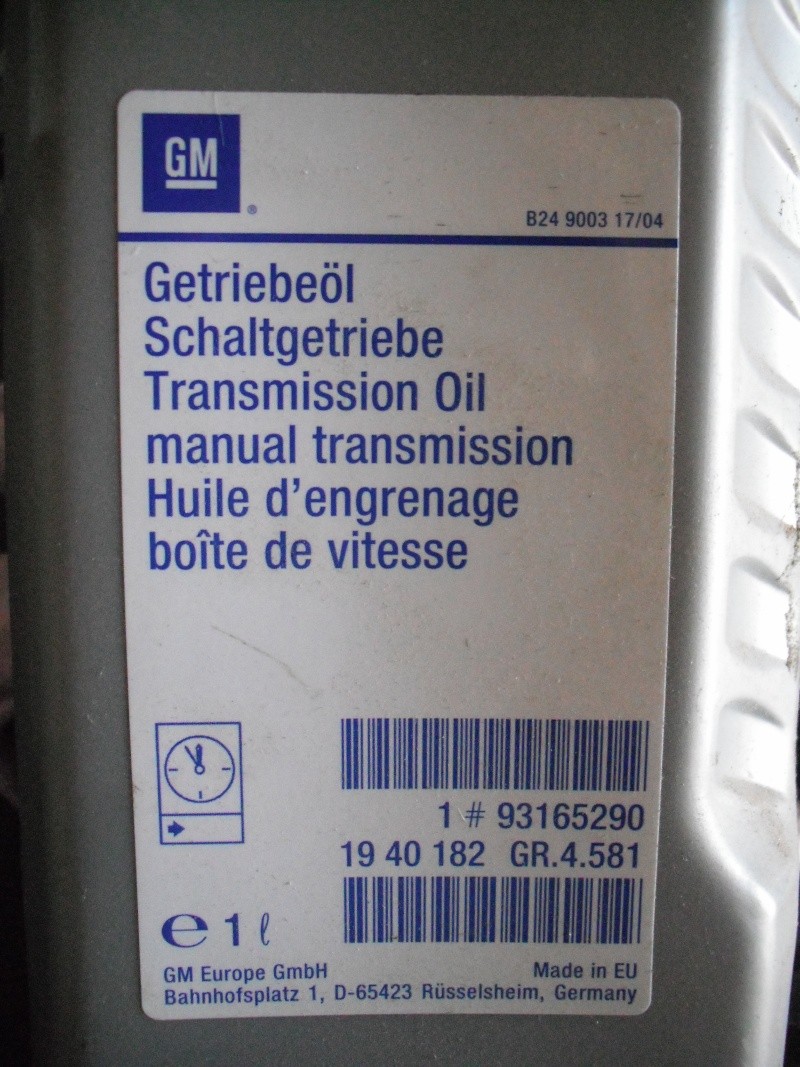 GM
®
B24 9003 17/04
Getriebeöl
Schaltgetriebe
Transmission Oil
manual transmission
Huile d'engrenage
boîte de vitesse
1 # 93165290
19 40 182 GR.4.581
e 1 ℓ
GM Europe GmbH Made in EU
Bahnhofsplatz 1, D-65423 Rüsselsheim, Germany